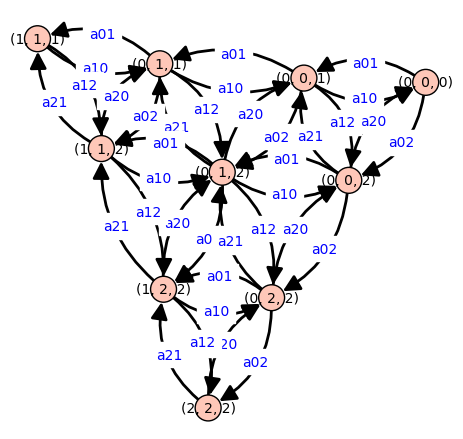 a01
(1, 1, 1)
a01
(0, 1, 1)
a01
a10
(0, 0, 1)
(0, 0, 0)
a12
a10
a10
a21
a20
a12
a02
a20
a12
a20
a21
a02
a21
a02
a01
(1, 1, 2)
a01
(0, 1, 2)
a10
(0, 0, 2)
a10
a12
a20
a21
a0
a21
a12
a20
a02
a01
(1, 2, 2)
(0, 2, 2)
a10
a12
20
a21
a02
(2, 2, 2)